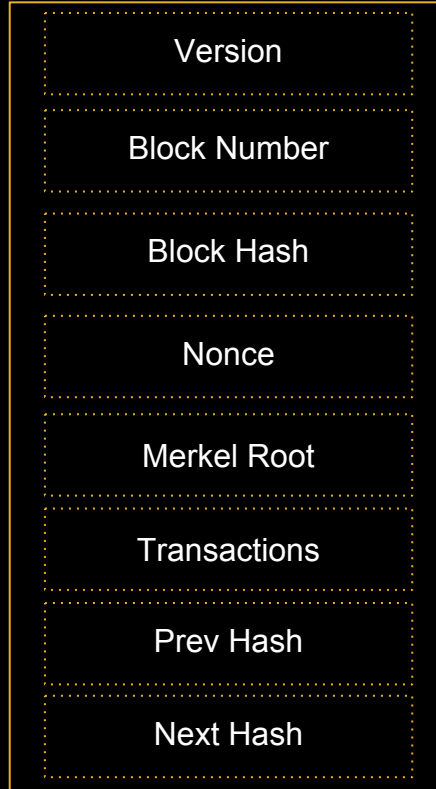 Version
Block Number
Block Hash
Nonce
Merkel Root
Transactions
Prev Hash
Next Hash